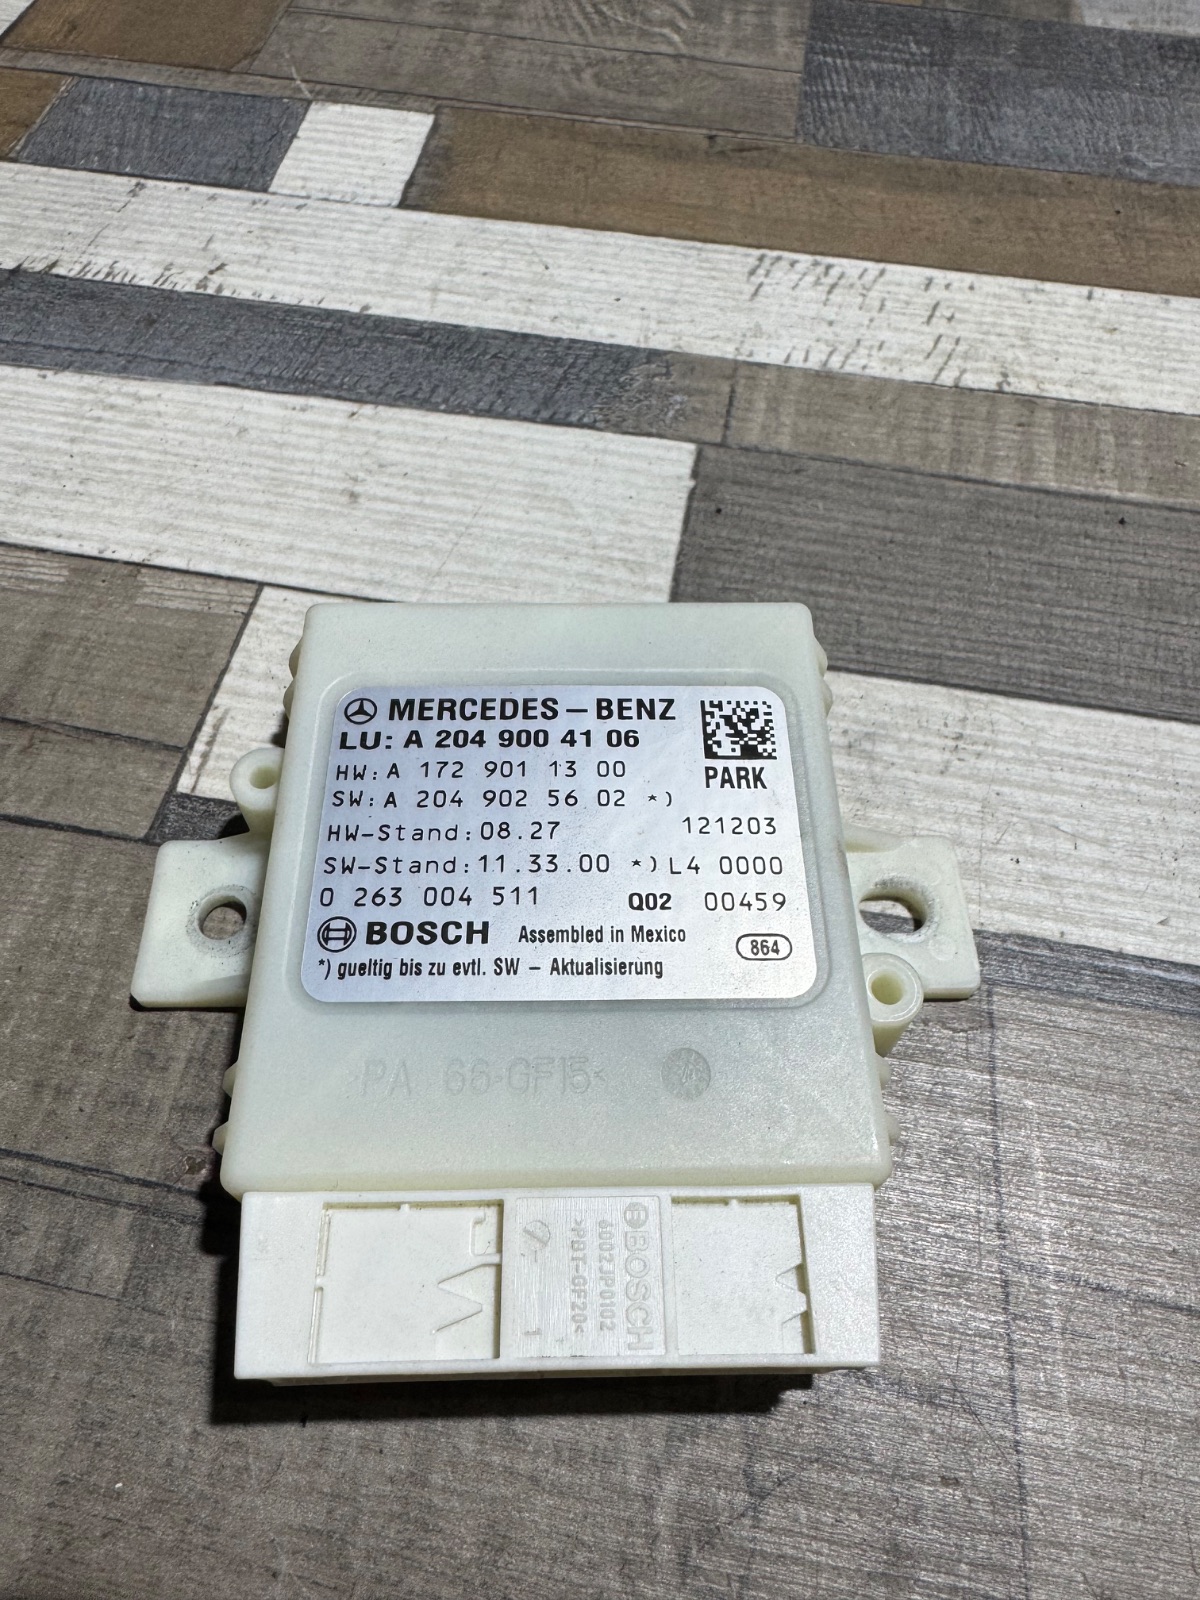 MERCEDES – BENZ
LU: A 204 900 41 06
HW: A 172 901 13 00
PARK
SW: A 204 902 56 02 *)
HW-Stand: 08.27 121203
SW-Stand: 11.33.00 *) L4 0000
0 263 004 511 Q02 00459
BOSCH Assembled in Mexico 864
*) gueltig bis zu evtl. SW – Aktualisierung
>PA 66-GF15<
BOSCH
6002JP0102
>PBT-GF20<
1